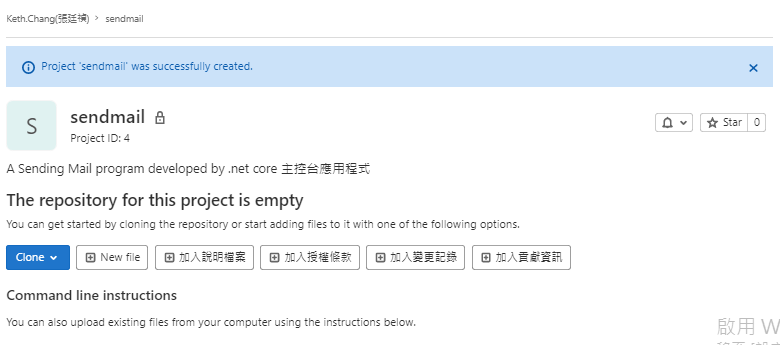 Keth.Chang(張廷禎) > sendmail
Project 'sendmail' was successfully created.
S
sendmail
Project ID: 4
Star 0
A Sending Mail program developed by .net core 主控台應用程式
The repository for this project is empty
You can get started by cloning the repository or start adding files to it with one of the following options.
Clone New file 加入說明檔案 加入授權條款 加入變更記錄 加入貢獻資訊
Command line instructions
You can also upload existing files from your computer using the instructions below.
啟用 W